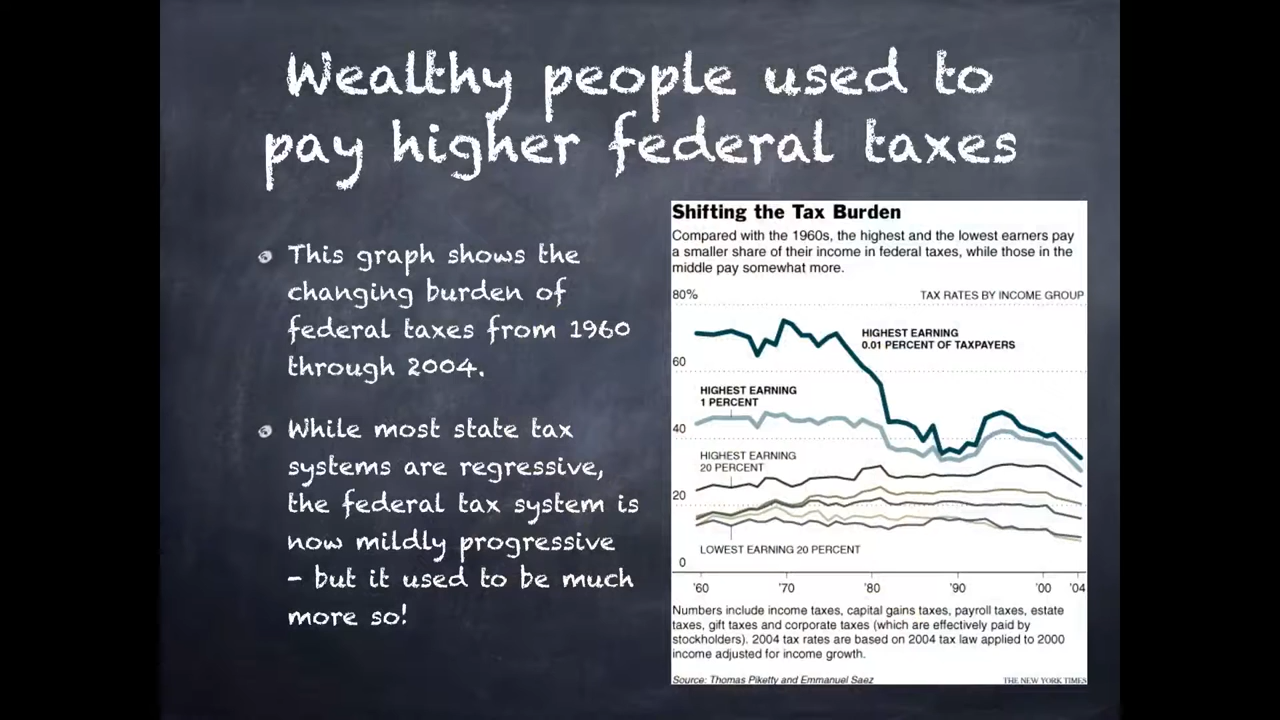 Wealthy people used to
pay higher federal taxes
This graph shows the
changing burden of
federal taxes from 1960
through 2004.
While most state tax
systems are regressive,
the federal tax system is
now mildly progressive
- but it used to be much
more so!
Shifting the Tax Burden
Compared with the 1960s, the highest and the lowest earners pay
a smaller share of their income in federal taxes, while those in the
middle pay somewhat more.
80%
TAX RATES BY INCOME GROUP
HIGHEST EARNING
0.01 PERCENT OF TAXPAYERS
60
HIGHEST EARNING
1 PERCENT
40
HIGHEST EARNING
20 PERCENT
20
LOWEST EARNING 20 PERCENT
0
'60 '70 '80 '90 '00 '04
Numbers include income taxes, capital gains taxes, payroll taxes, estate
taxes, gift taxes and corporate taxes (which are effectively paid by
stockholders). 2004 tax rates are based on 2004 tax law applied to 2000
income adjusted for income growth.
Source: Thomas Piketty and Emmanuel Saez
THE NEW YORK TIMES